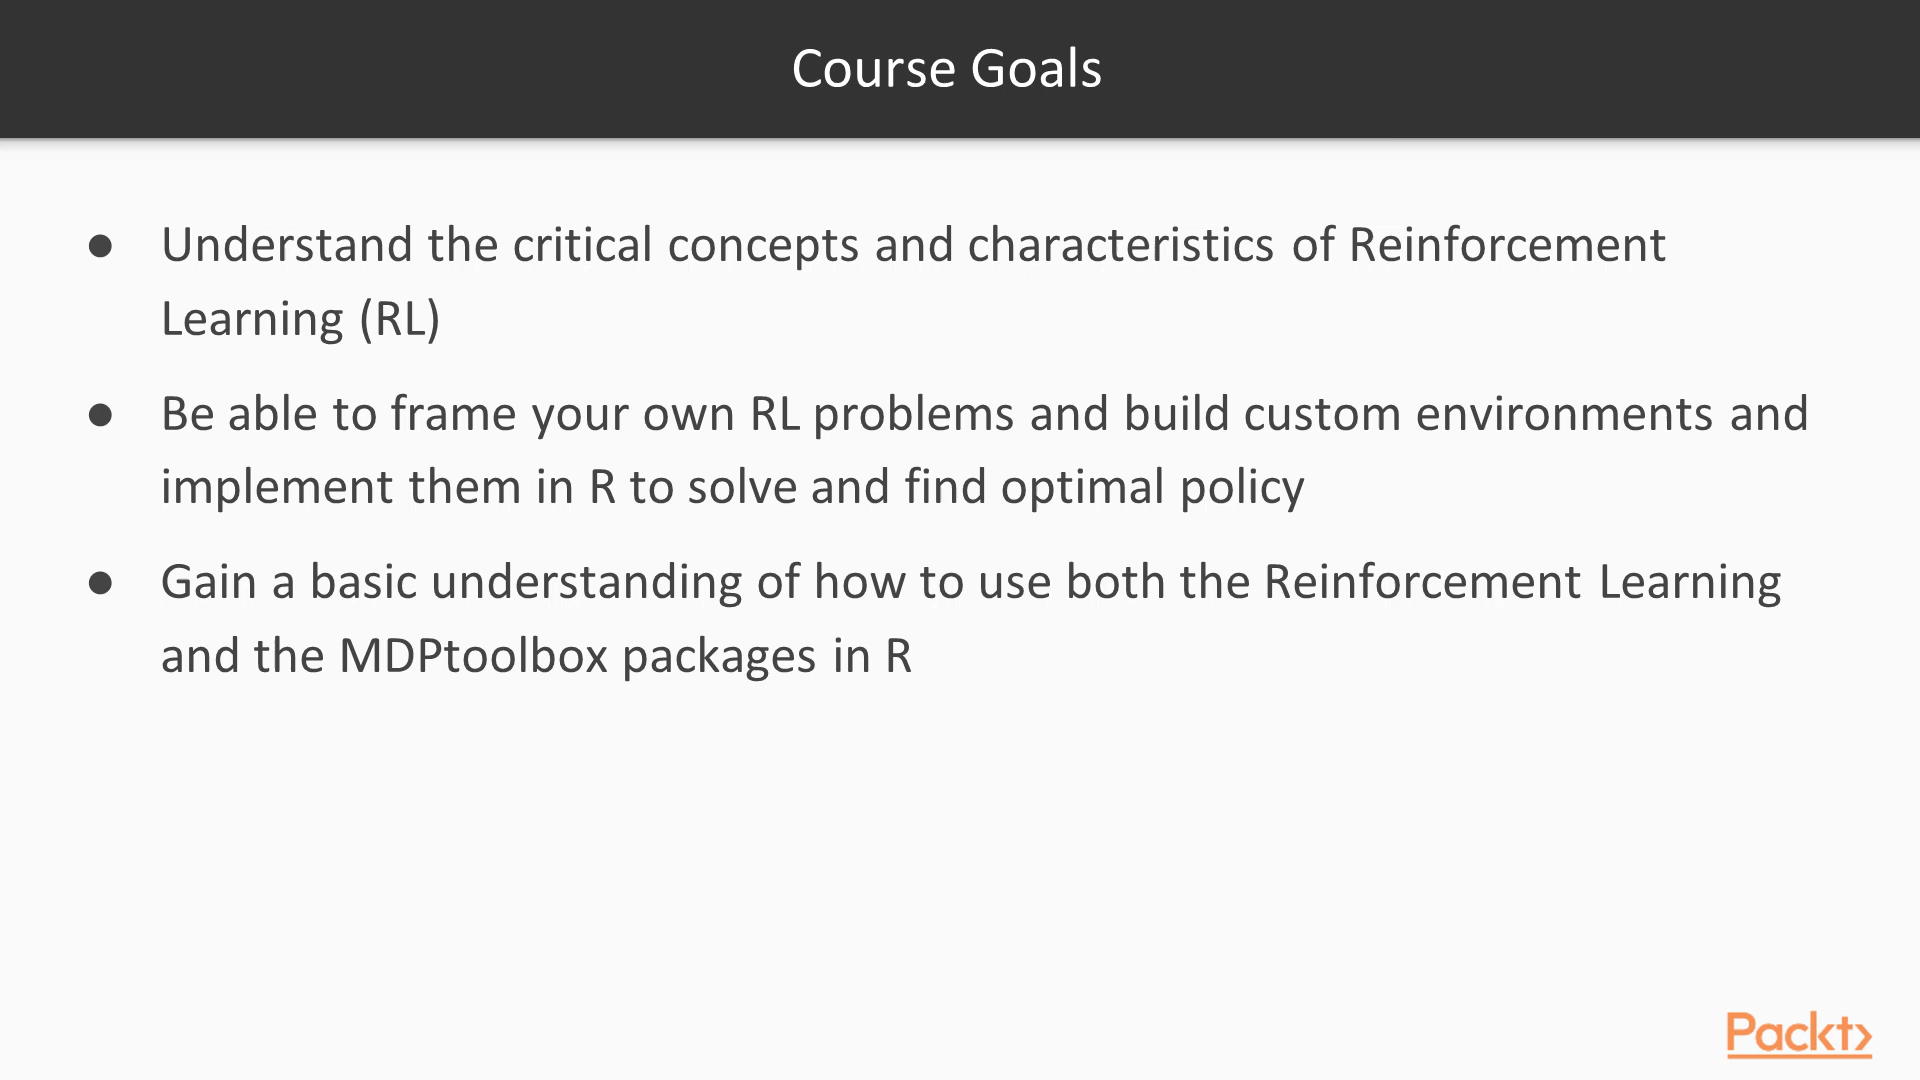 Course Goals
● Understand the critical concepts and characteristics of Reinforcement
Learning (RL)
● Be able to frame your own RL problems and build custom environments and
implement them in R to solve and find optimal policy
● Gain a basic understanding of how to use both the Reinforcement Learning
and the MDPtoolbox packages in R
Packt>